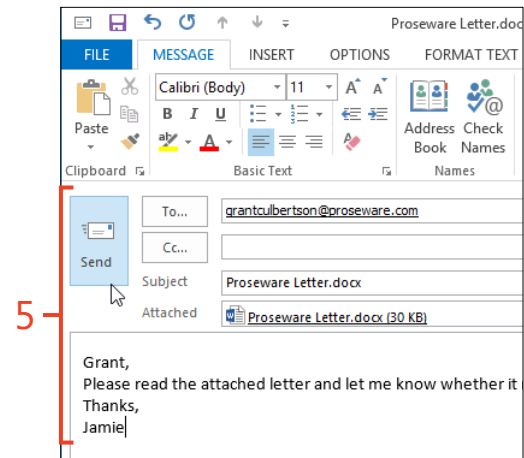 Proseware Letter.doc
FILE MESSAGE INSERT OPTIONS FORMAT TEXT
Calibri (Body) 11 A A
Paste B I U Address Book Check Names
ab A
Clipboard Basic Text Names
5
Send
To... grantculbertson@proseware.com
Cc...
Subject Proseware Letter.docx
Attached Proseware Letter.docx (30 KB)
Grant,
Please read the attached letter and let me know whether it
Thanks,
Jamie